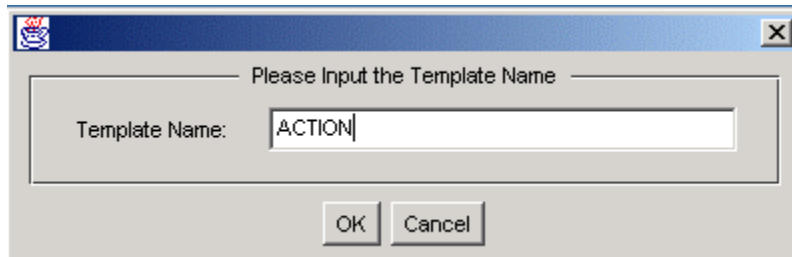 Please Input the Template Name
Template Name: ACTION
OK Cancel